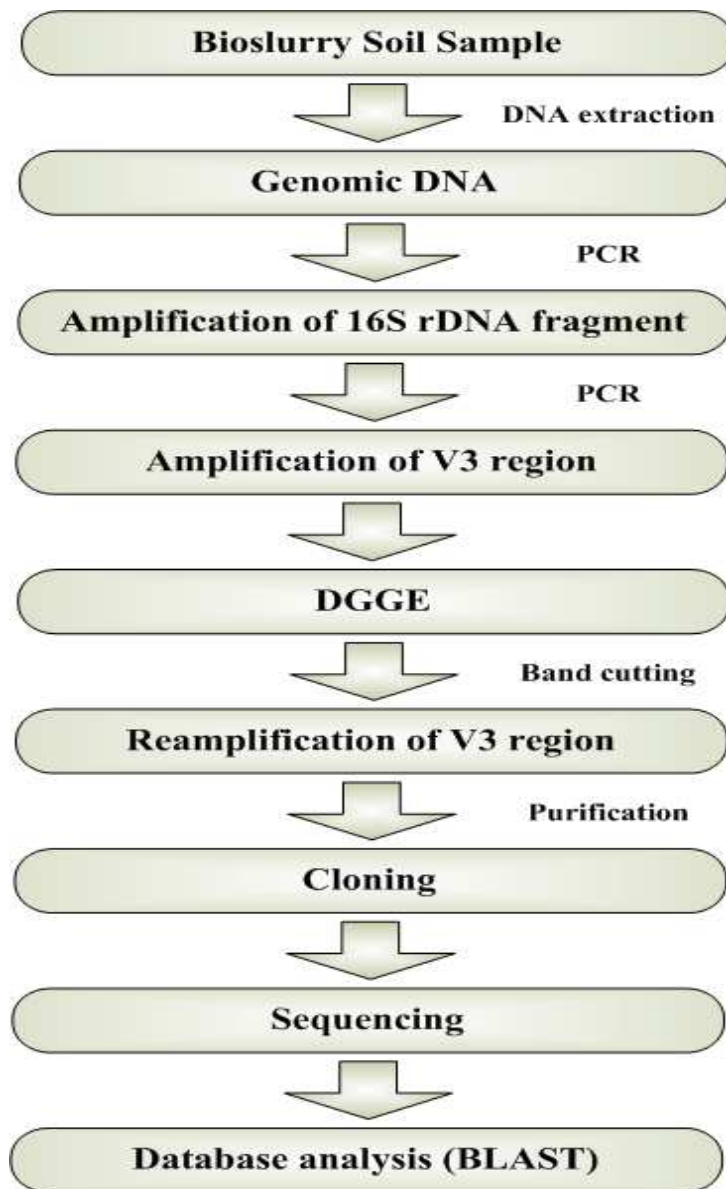 Bioslurry Soil Sample
DNA extraction
Genomic DNA
PCR
Amplification of 16S rDNA fragment
PCR
Amplification of V3 region
DGGE
Band cutting
Reamplification of V3 region
Purification
Cloning
Sequencing
Database analysis (BLAST)